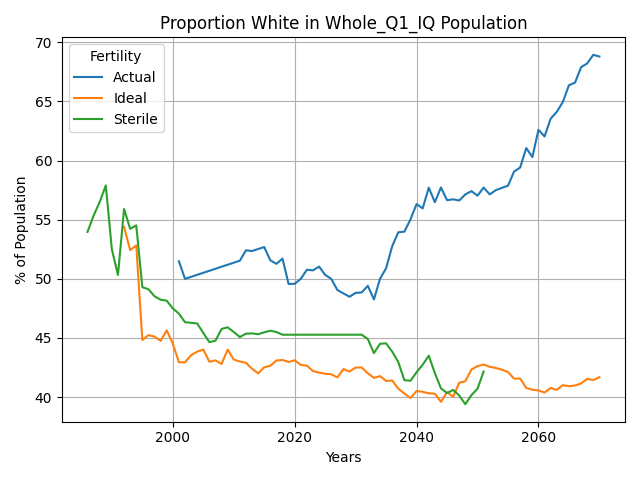 Proportion White in Whole_Q1_IQ Population
70
65
60
55
50
45
40
% of Population
Fertility
Actual
Ideal
Sterile
2000
2020
2040
2060
Years